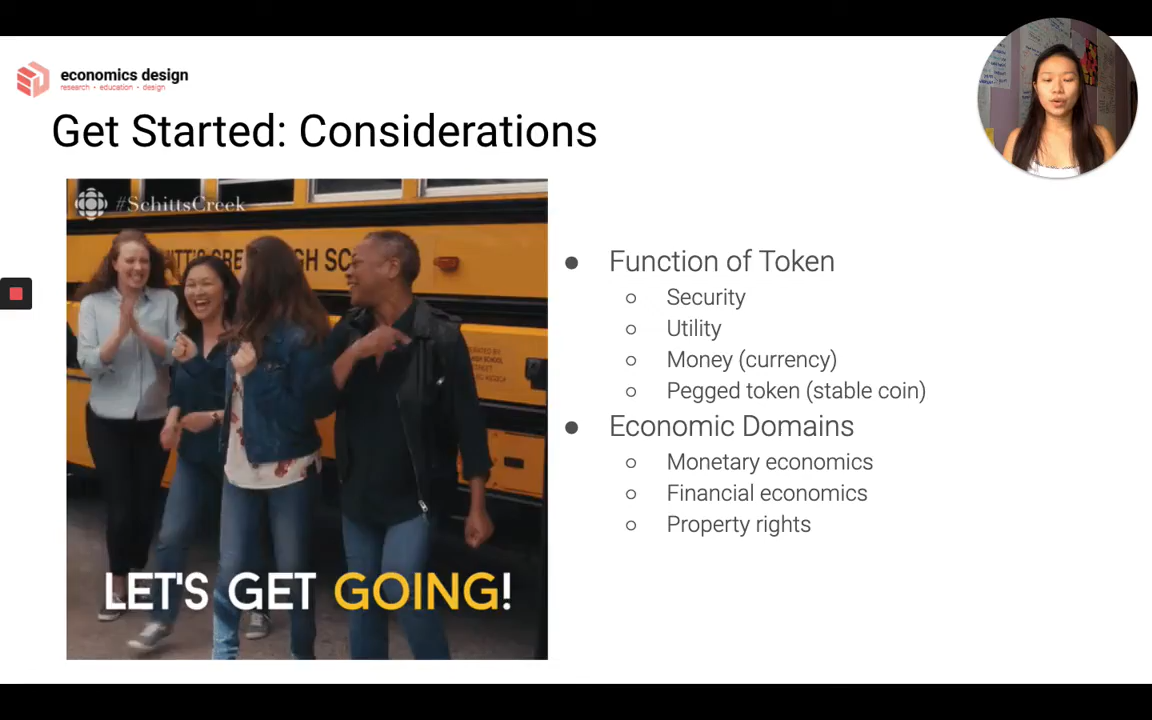 economics design
research • education • design
Get Started: Considerations
#SchittsCreek
LET'S GET GOING!
● Function of Token
○ Security
○ Utility
○ Money (currency)
○ Pegged token (stable coin)
● Economic Domains
○ Monetary economics
○ Financial economics
○ Property rights